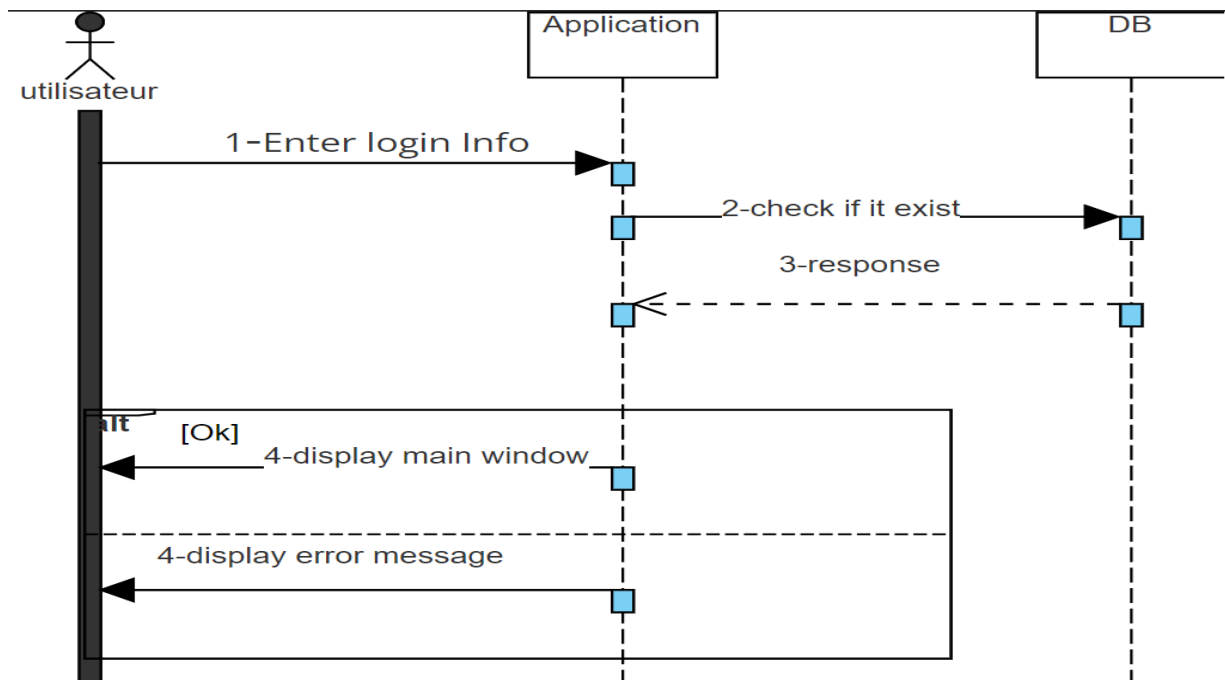 Application
DB
utilisateur
1-Enter login Info
2-check if it exist
3-response
alt
[Ok]
4-display main window
4-display error message